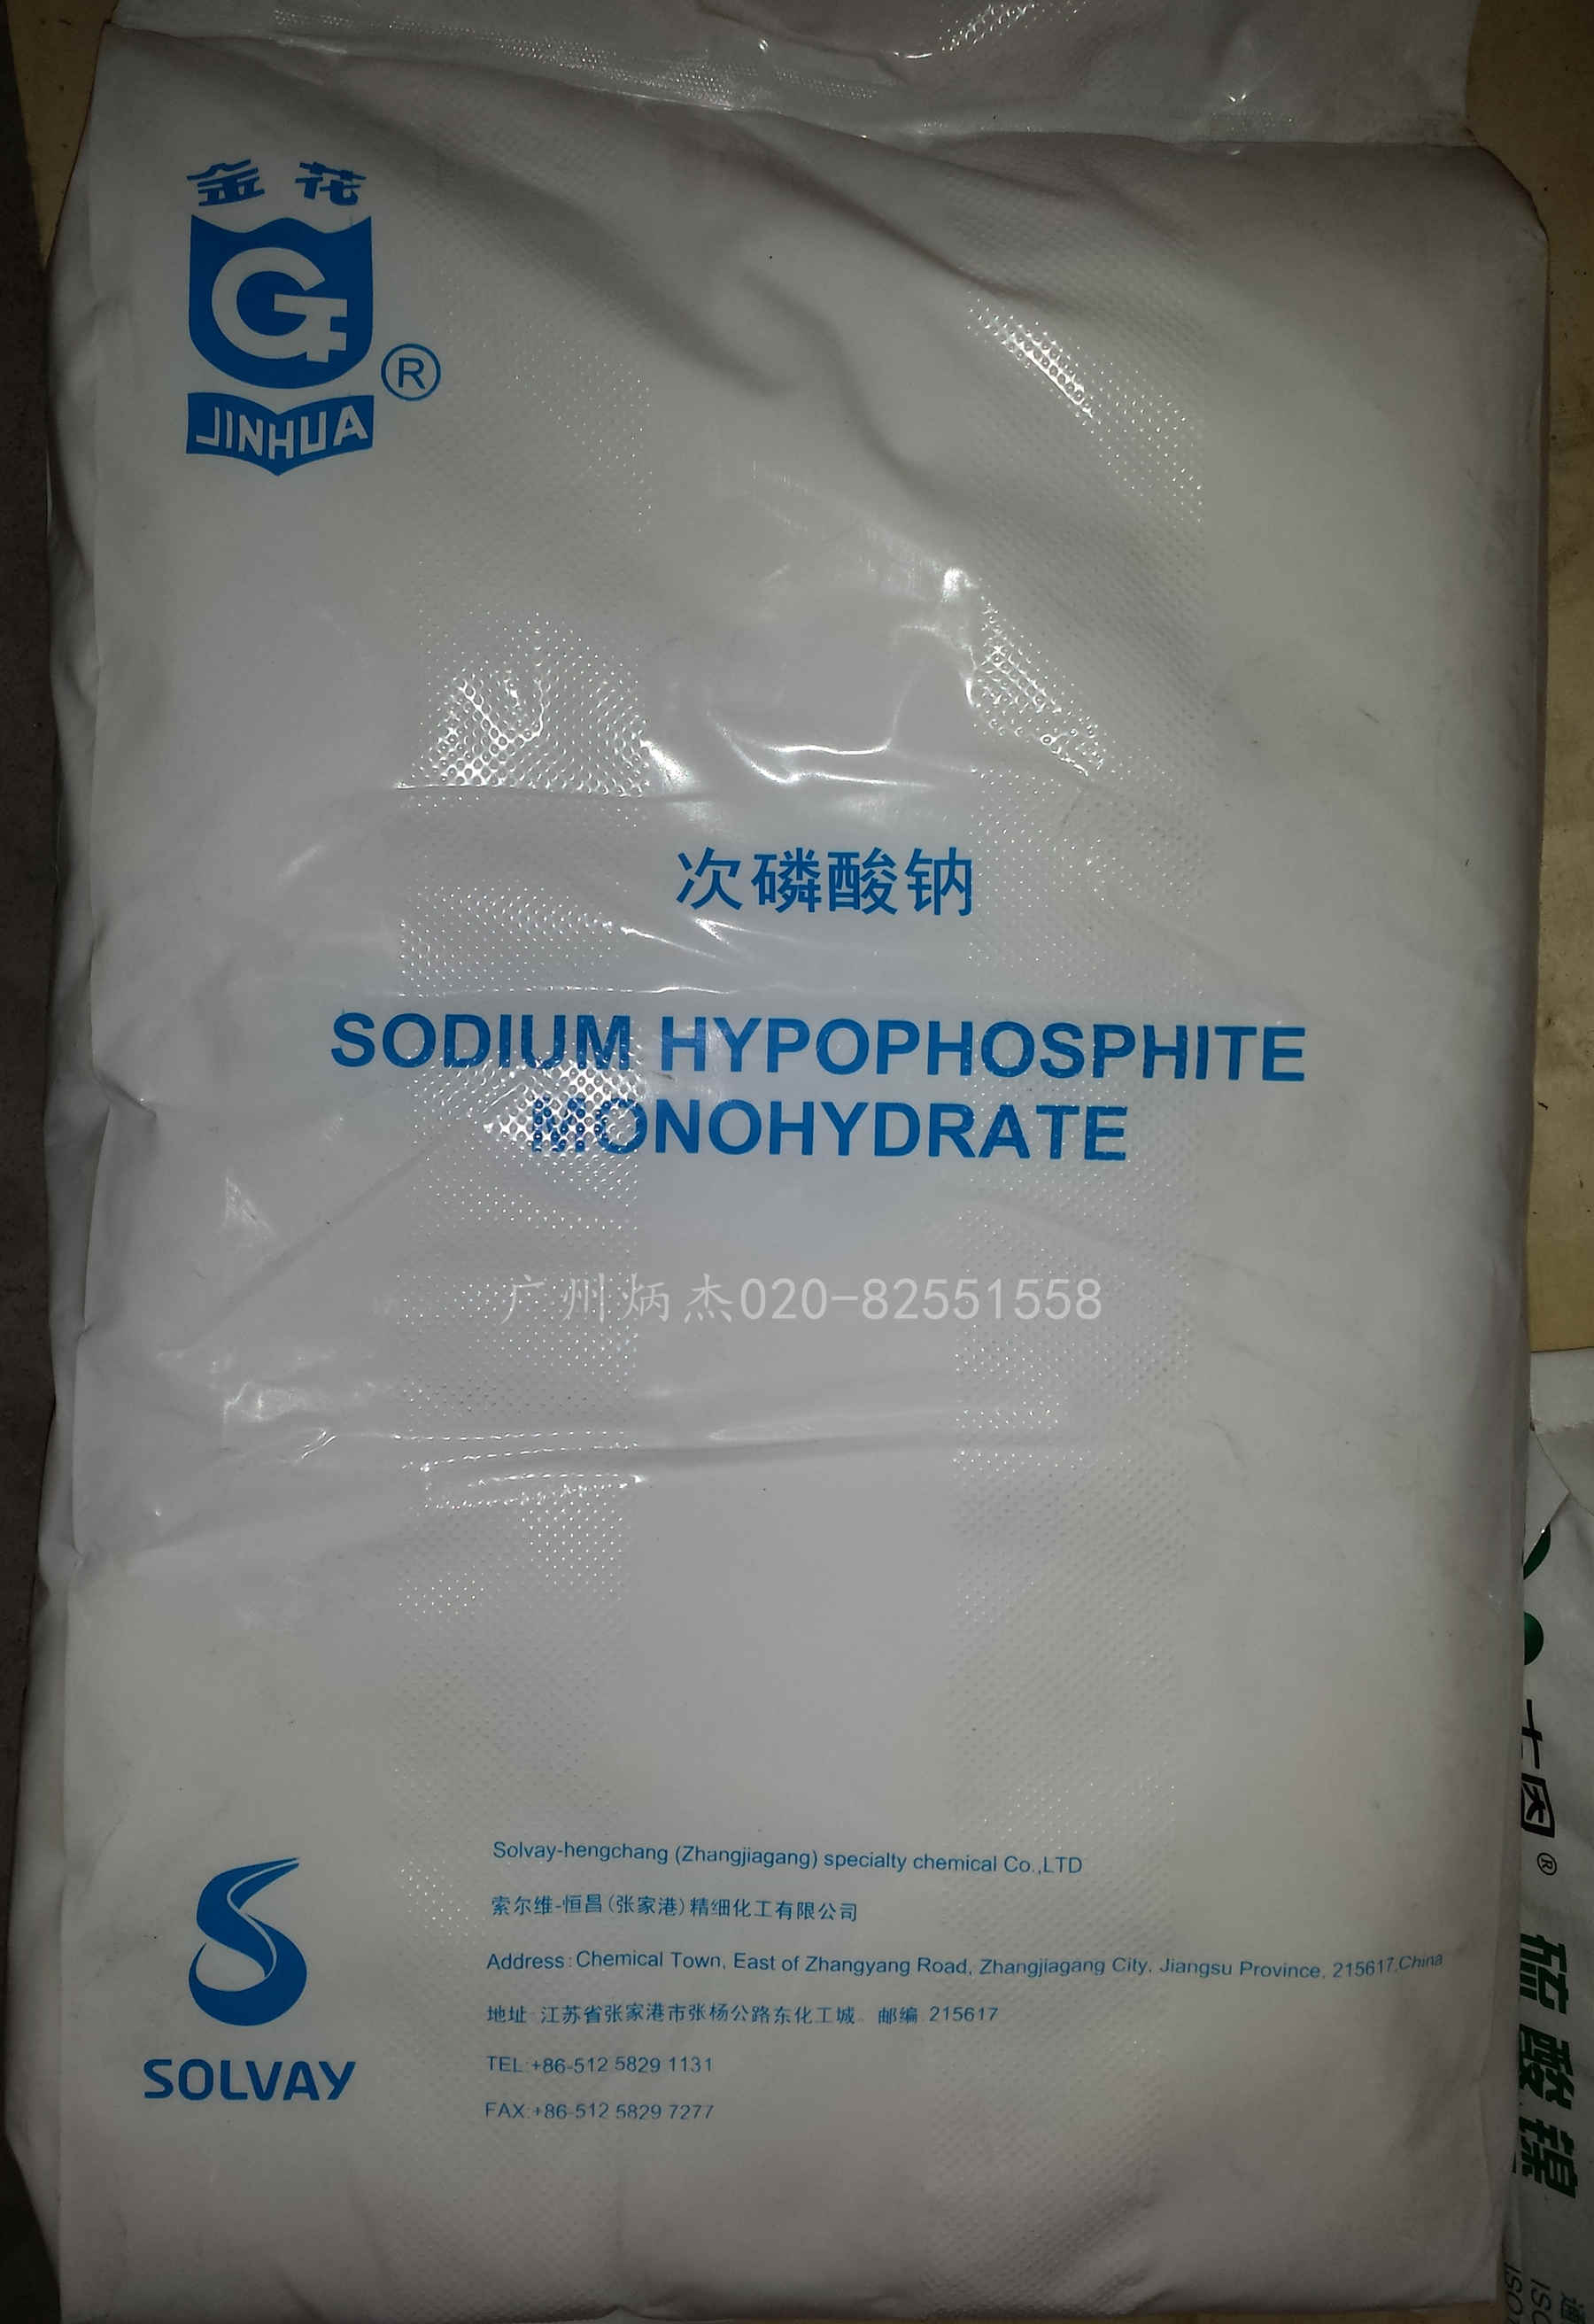 金花
G
®
JINHUA
次磷酸钠
SODIUM HYPOPHOSPHITE
MONOHYDRATE
广州炳杰020-82551558
Solvay-hengchang (Zhangjiagang) specialty chemical Co.,LTD
索尔维-恒昌(张家港)精细化工有限公司
Address:Chemical Town, East of Zhangyang Road, Zhangjiagang City, Jiangsu Province, 215617,China
地址 江苏省张家港市张杨公路东化工城。邮编 215617
TEL:+86-512 5829 1131
FAX:+86-512 5829 7277
SOLVAY
®
硫酸镍
ISO